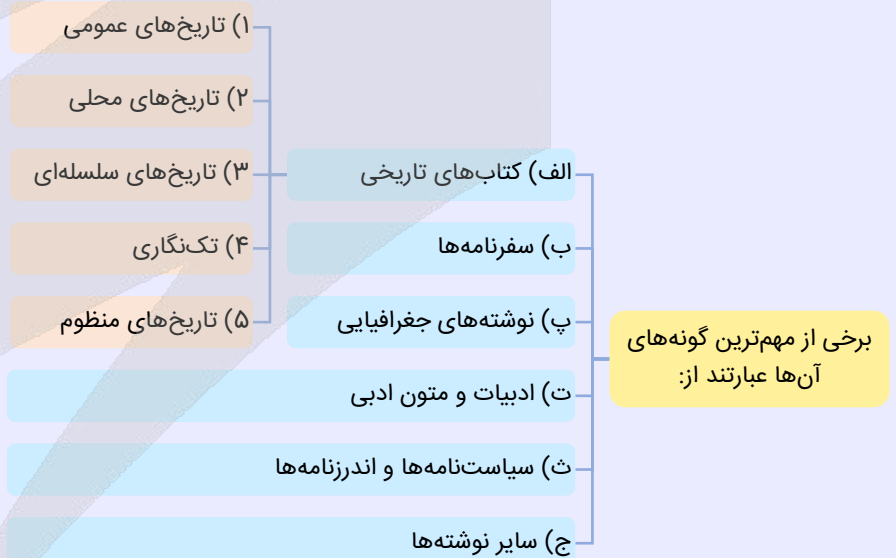 برخی از مهم‌ترین گونه‌های
آن‌ها عبارتند از:
الف) کتاب‌های تاریخی
۱) تاریخ‌های عمومی
۲) تاریخ‌های محلی
۳) تاریخ‌های سلسله‌ای
۴) تک‌نگاری
۵) تاریخ‌های منظوم
ب) سفرنامه‌ها
پ) نوشته‌های جغرافیایی
ت) ادبیات و متون ادبی
ث) سیاست‌نامه‌ها و اندرزنامه‌ها
ج) سایر نوشته‌ها